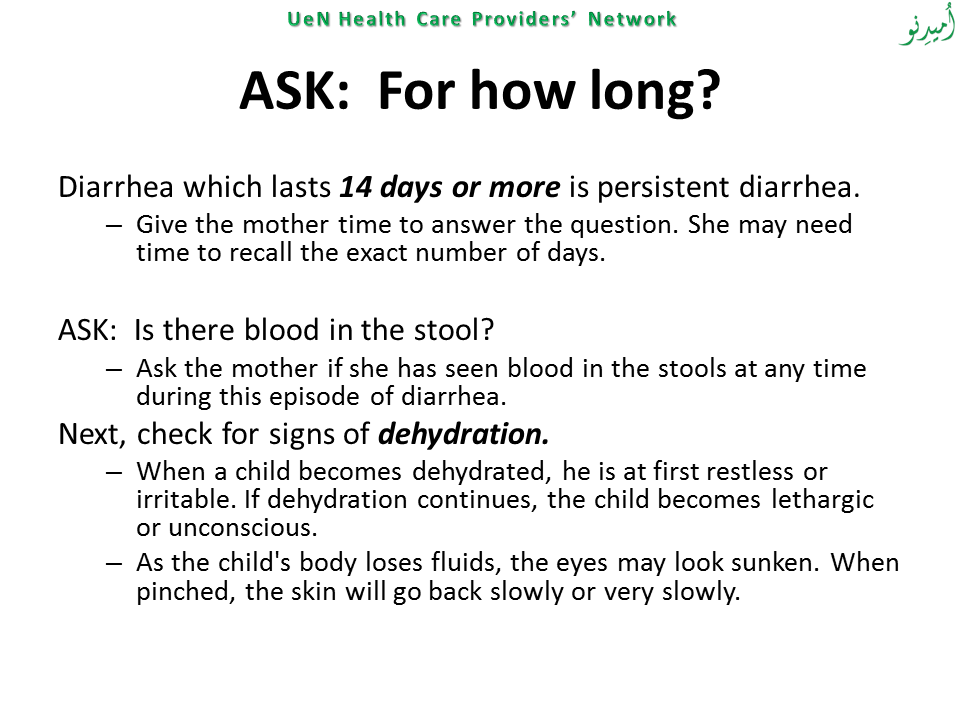 UeN Health Care Providers’ Network
اُمیدِنو
ASK:  For how long?
Diarrhea which lasts 14 days or more is persistent diarrhea.
– Give the mother time to answer the question. She may need
time to recall the exact number of days.
ASK:  Is there blood in the stool?
– Ask the mother if she has seen blood in the stools at any time
during this episode of diarrhea.
Next, check for signs of dehydration.
– When a child becomes dehydrated, he is at first restless or
irritable. If dehydration continues, the child becomes lethargic
or unconscious.
– As the child's body loses fluids, the eyes may look sunken. When
pinched, the skin will go back slowly or very slowly.